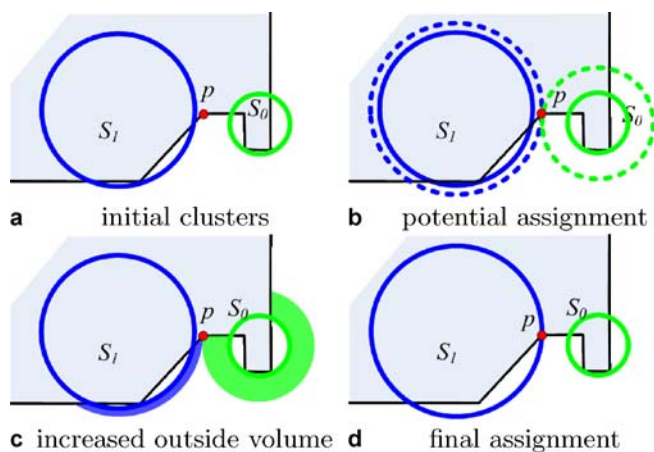 p
S₀
S₁
a initial clusters
p
S₀
S₁
b potential assignment
p
S₀
S₁
c increased outside volume
p
S₀
S₁
d final assignment